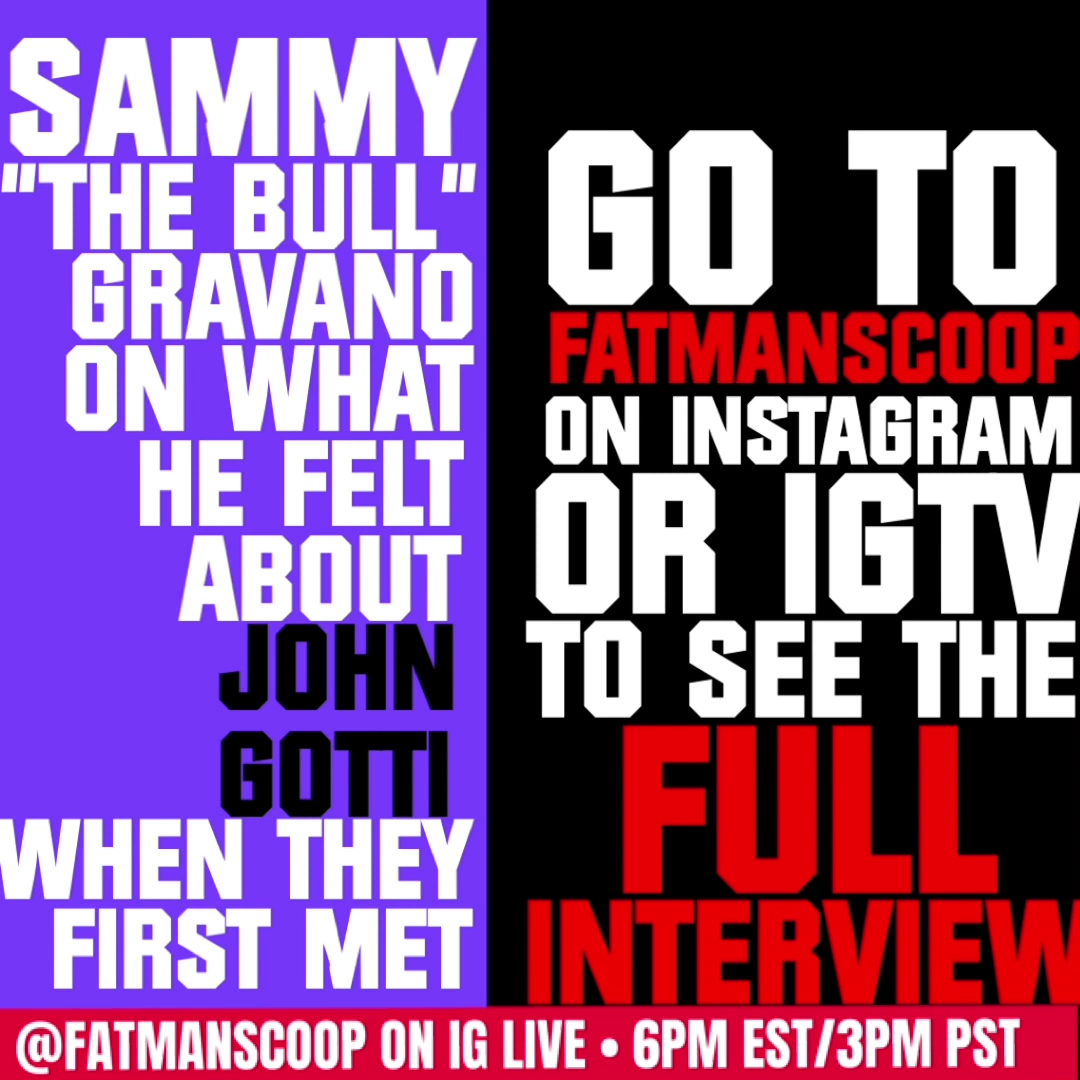 SAMMY
"THE BULL"
GRAVANO
ON WHAT
HE FELT
ABOUT
JOHN
GOTTI
WHEN THEY
FIRST MET
GO TO
FATMANSCOOP
ON INSTAGRAM
OR IGTV
TO SEE THE
FULL
INTERVIEW
@FATMANSCOOP ON IG LIVE • 6PM EST/3PM PST